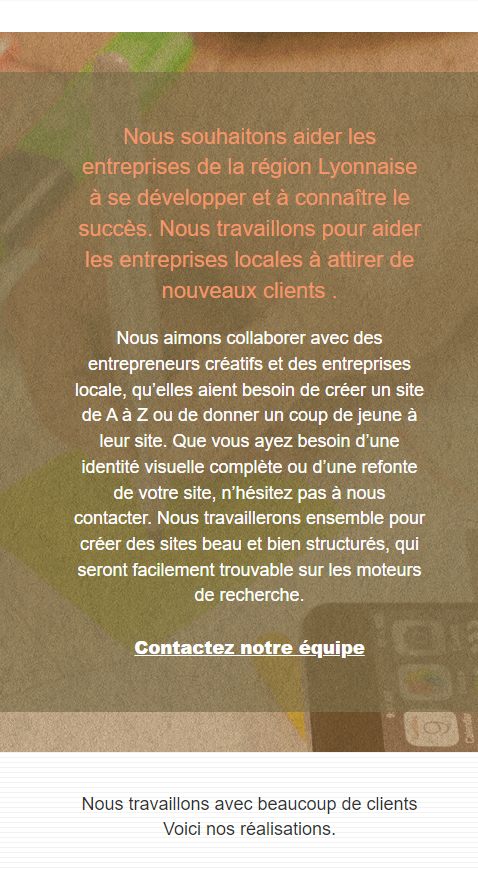 Nous souhaitons aider les
entreprises de la région Lyonnaise
à se développer et à connaître le
succès. Nous travaillons pour aider
les entreprises locales à attirer de
nouveaux clients .
Nous aimons collaborer avec des
entrepreneurs créatifs et des entreprises
locale, qu’elles aient besoin de créer un site
de A à Z ou de donner un coup de jeune à
leur site. Que vous ayez besoin d’une
identité visuelle complète ou d’une refonte
de votre site, n’hésitez pas à nous
contacter. Nous travaillerons ensemble pour
créer des sites beau et bien structurés, qui
seront facilement trouvable sur les moteurs
de recherche.
Contactez notre équipe
Nous travaillons avec beaucoup de clients
Voici nos réalisations.